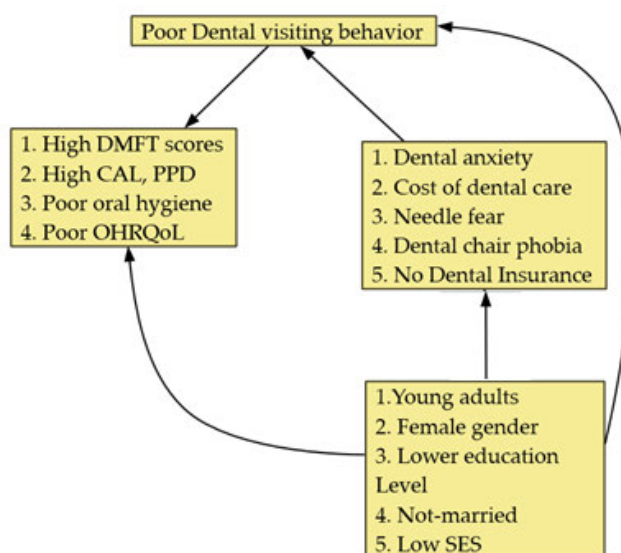 Poor Dental visiting behavior
1. High DMFT scores
2. High CAL, PPD
3. Poor oral hygiene
4. Poor OHRQoL
1. Dental anxiety
2. Cost of dental care
3. Needle fear
4. Dental chair phobia
5. No Dental Insurance
1.Young adults
2. Female gender
3. Lower education
Level
4. Not-married
5. Low SES